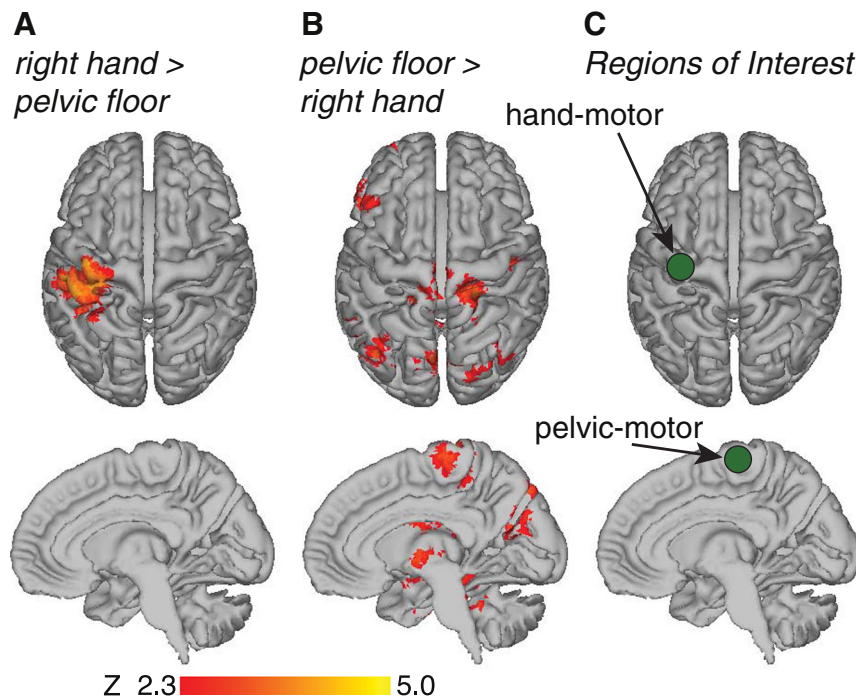 A
right hand >
pelvic floor
B
pelvic floor >
right hand
C
Regions of Interest
hand-motor
pelvic-motor
Z 2.3 5.0